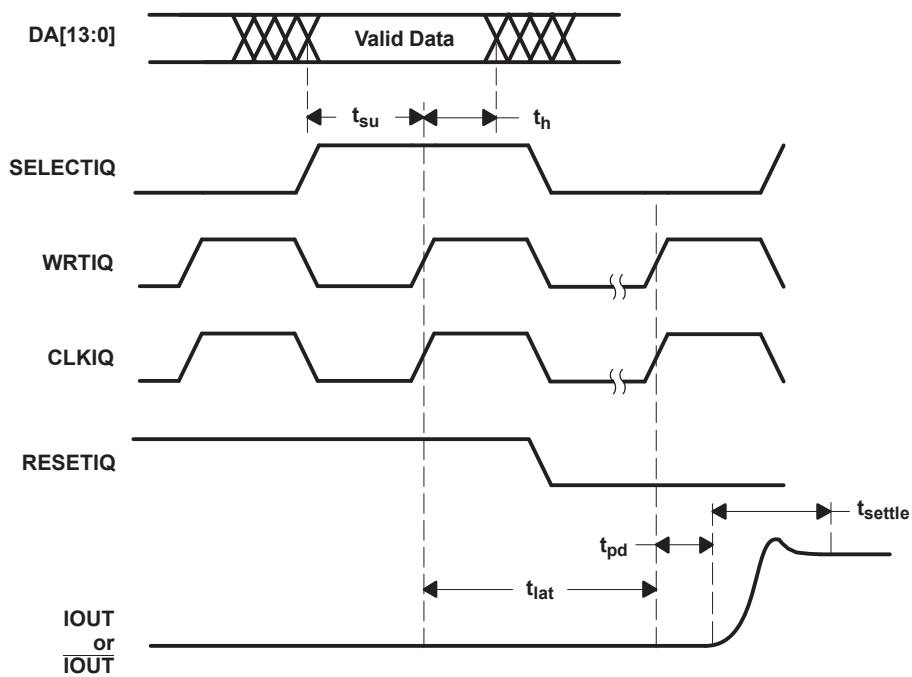 DA[13:0]
Valid Data
tsu
th
SELECTIQ
WRTIQ
CLKIQ
RESETIQ
tsettle
tpd
tlat
IOUT
or
IOUT